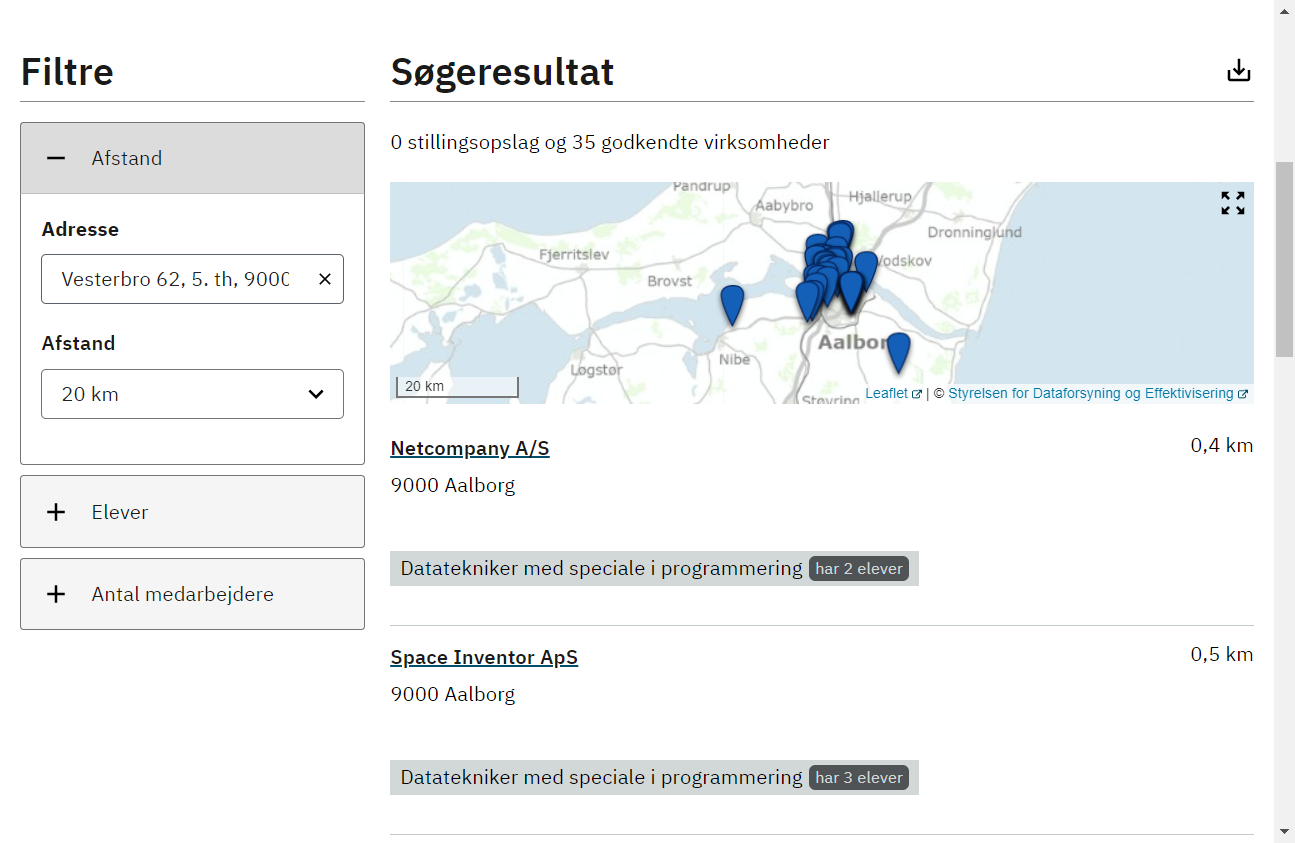 Filtre
Afstand
Adresse
Vesterbro 62, 5. th, 900
Afstand
20 km
Elever
Antal medarbejdere
Søgeresultat
0 stillingsopslag og 35 godkendte virksomheder
Pandrup
Hjallerup
Aabybro
Dronninglund
Fjerritslev
Vodskov
Brovst
Aalbor
Nibe
Løgstør
Støvring
20 km
Leaflet | © Styrelsen for Dataforsyning og Effektivisering
Netcompany A/S
0,4 km
9000 Aalborg
Datatekniker med speciale i programmering har 2 elever
Space Inventor ApS
0,5 km
9000 Aalborg
Datatekniker med speciale i programmering har 3 elever